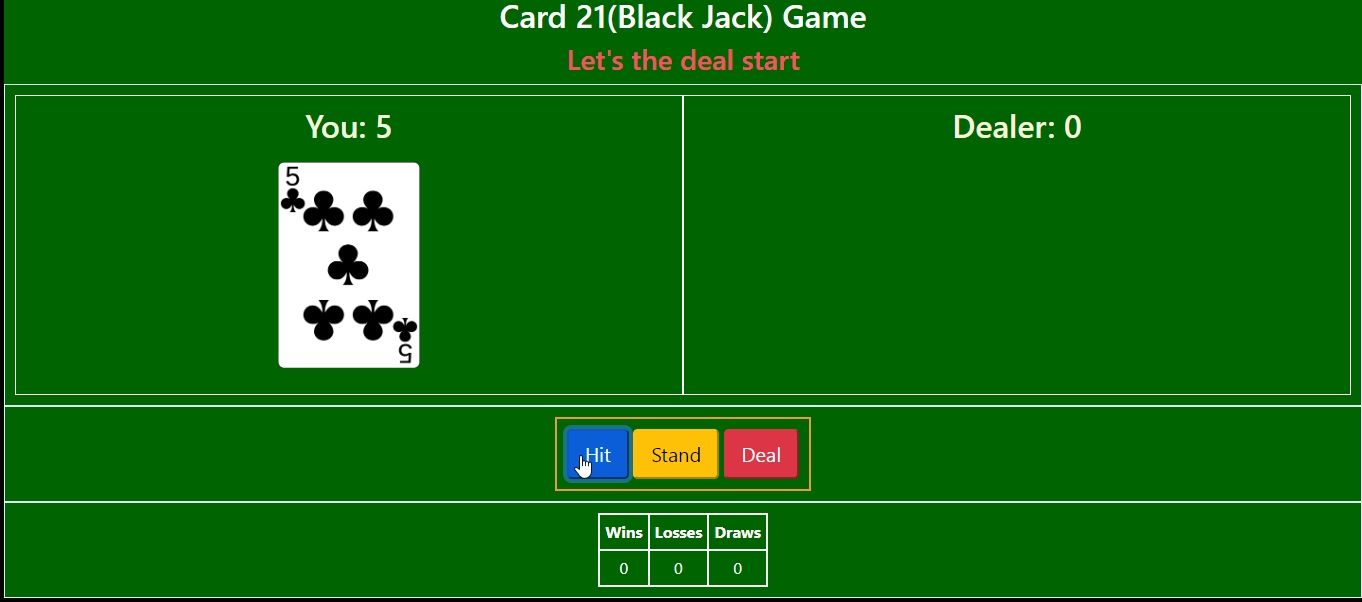 Card 21(Black Jack) Game
Let's the deal start
You: 5
Dealer: 0
5
5
Hit Stand Deal
Wins Losses Draws
0 0 0